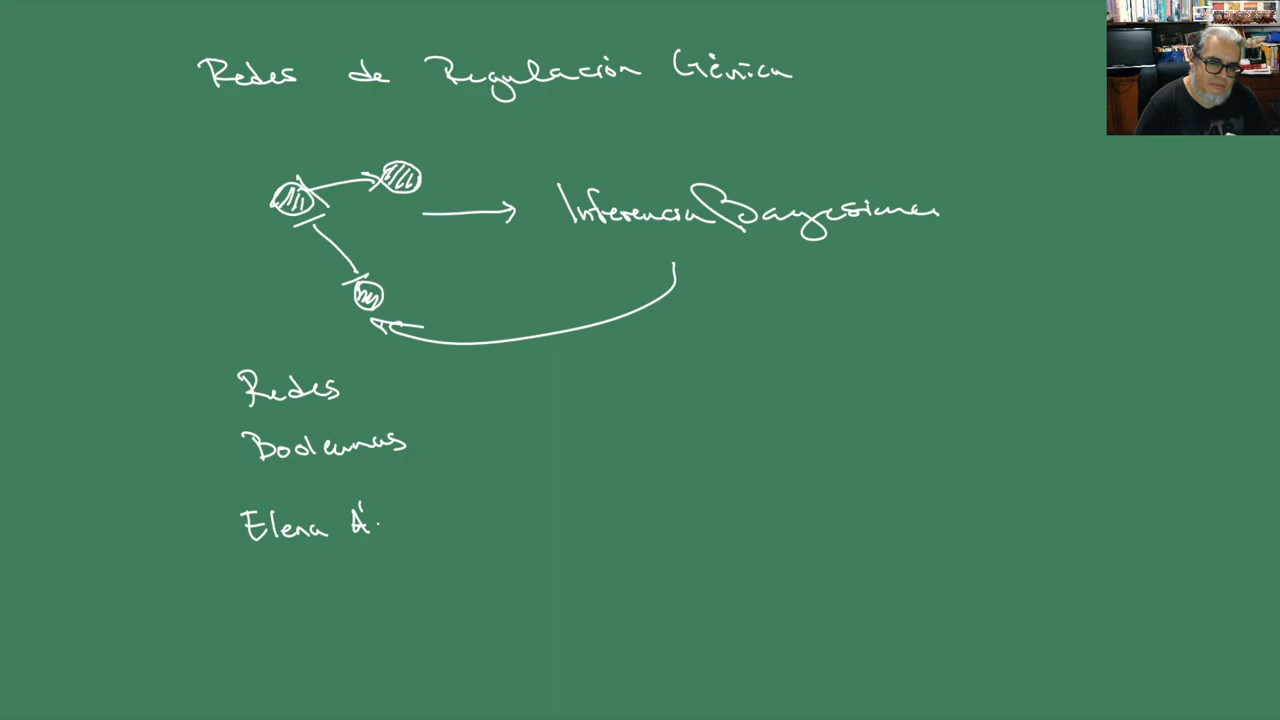 Redes de Regulación Génica
Inferencia Bayesiana
Redes
Booleanas
Elena Á.